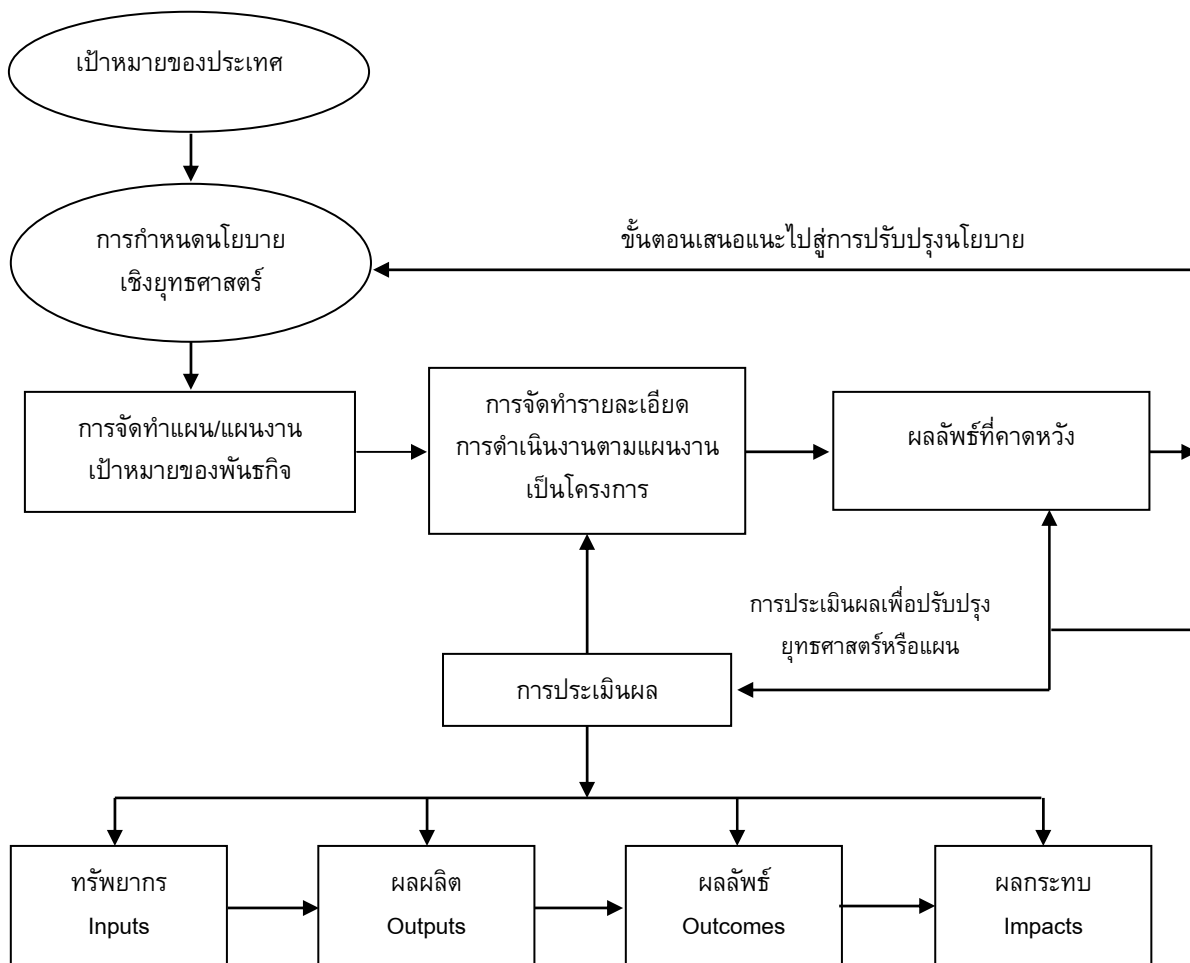 เป้าหมายของประเทศ
การกำหนดนโยบาย
เชิงยุทธศาสตร์
ขั้นตอนเสนอแนะไปสู่การปรับปรุงนโยบาย
การจัดทำแผน/แผนงาน
เป้าหมายของพันธกิจ
การจัดทำรายละเอียด
การดำเนินงานตามแผนงาน
เป็นโครงการ
ผลลัพธ์ที่คาดหวัง
การประเมินผลเพื่อปรับปรุง
ยุทธศาสตร์หรือแผน
การประเมินผล
ทรัพยากร
Inputs
ผลผลิต
Outputs
ผลลัพธ์
Outcomes
ผลกระทบ
Impacts